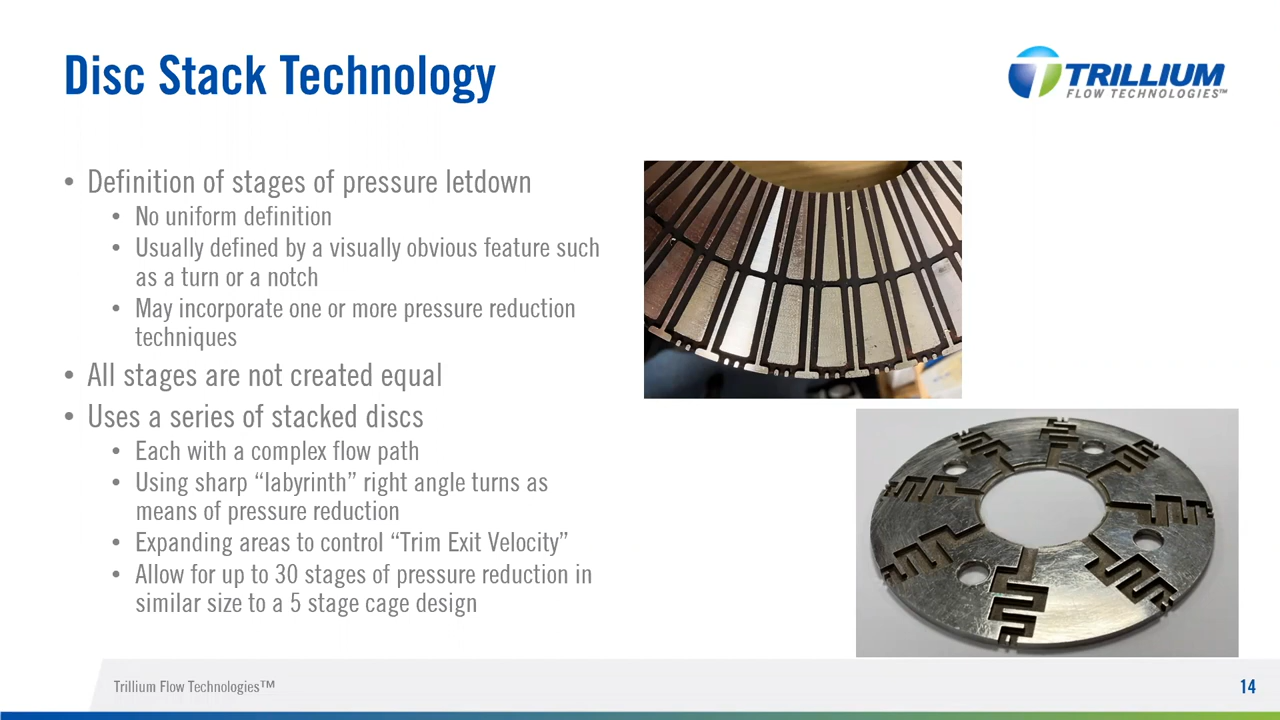 Disc Stack Technology
TRILLIUM
FLOW TECHNOLOGIES™
• Definition of stages of pressure letdown
• No uniform definition
• Usually defined by a visually obvious feature such
as a turn or a notch
• May incorporate one or more pressure reduction
techniques
• All stages are not created equal
• Uses a series of stacked discs
• Each with a complex flow path
• Using sharp “labyrinth” right angle turns as
means of pressure reduction
• Expanding areas to control “Trim Exit Velocity”
• Allow for up to 30 stages of pressure reduction in
similar size to a 5 stage cage design
Trillium Flow Technologies™
14